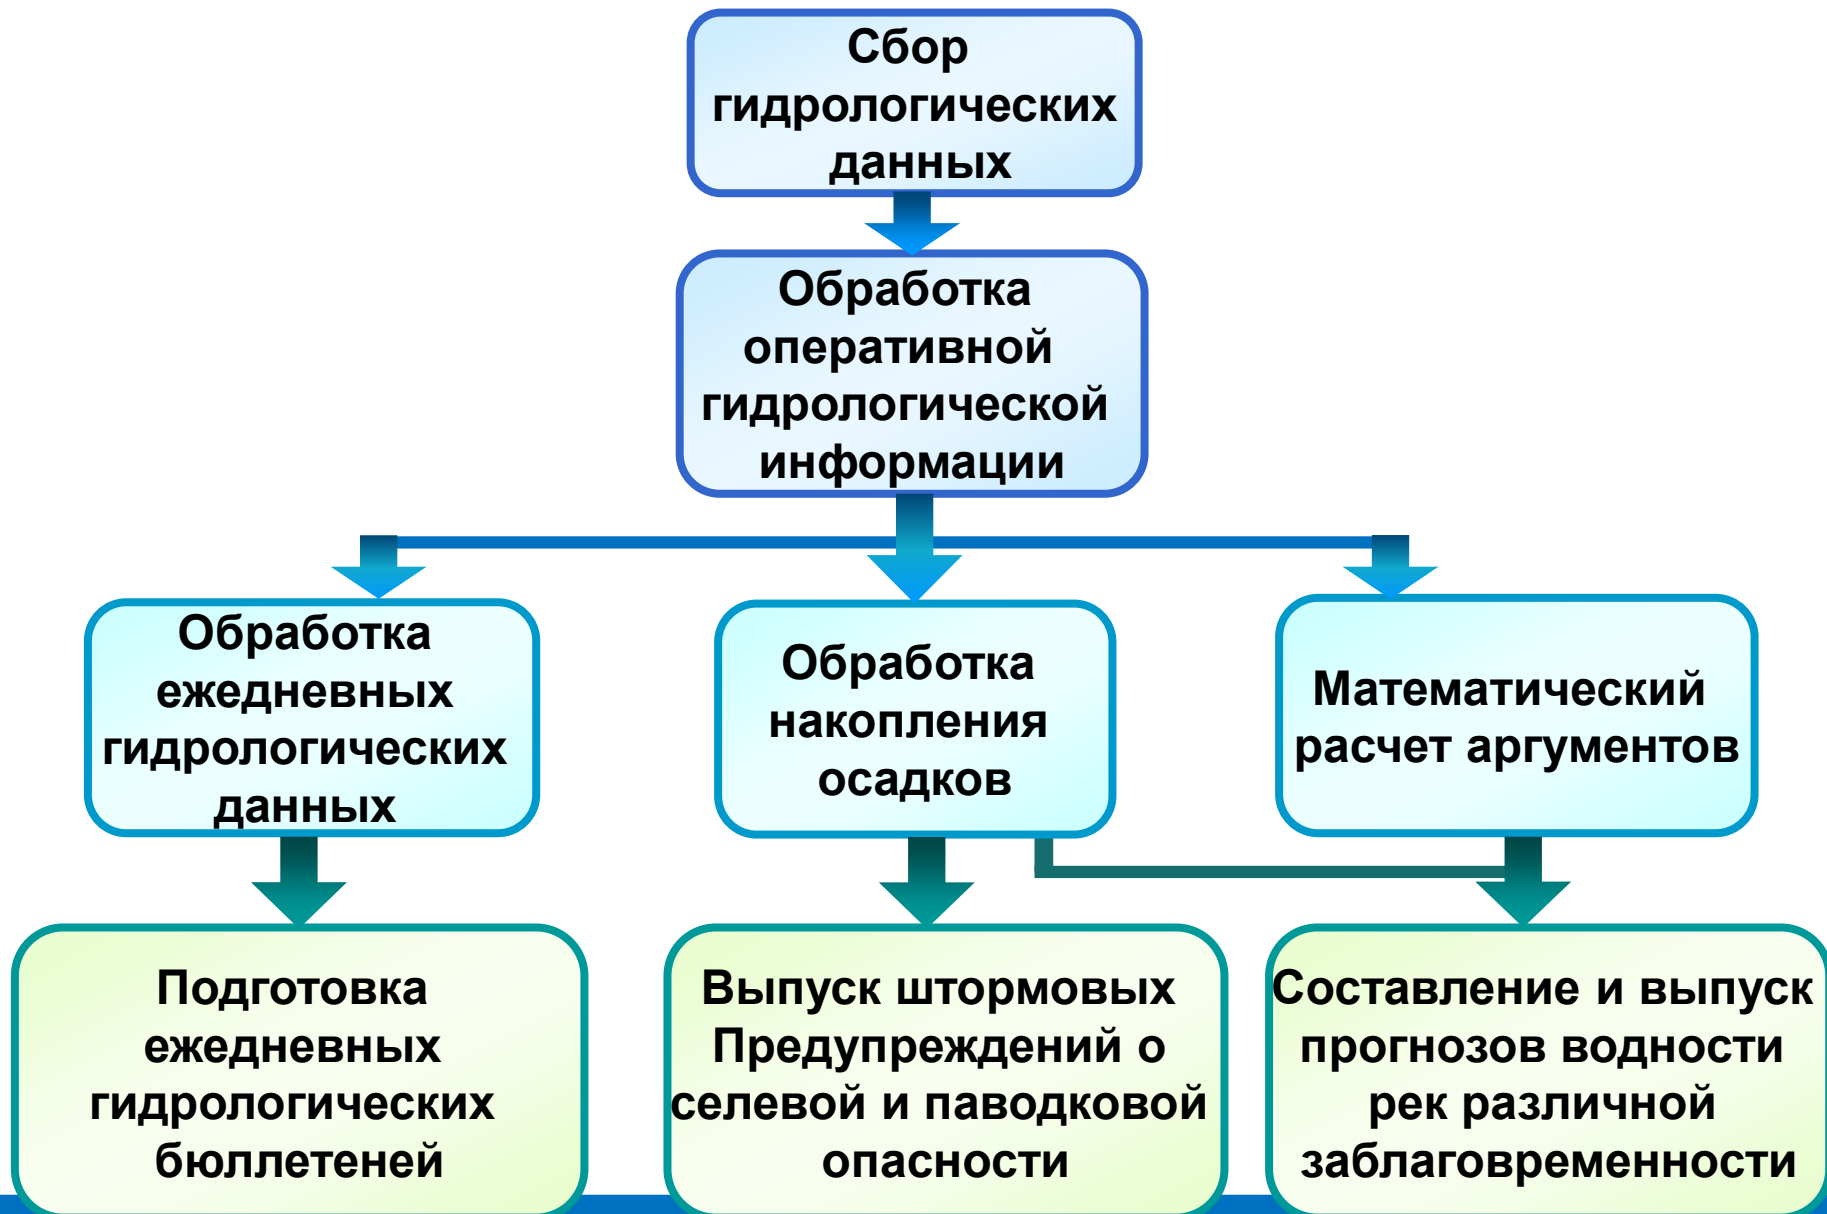 Сбор
гидрологических
данных
Обработка
оперативной
гидрологической
информации
Обработка
ежедневных
гидрологических
данных
Обработка
накопления
осадков
Математический
расчет аргументов
Подготовка
ежедневных
гидрологических
бюллетеней
Выпуск штормовых
Предупреждений о
селевой и паводковой
опасности
Составление и выпуск
прогнозов водности
рек различной
заблаговременности